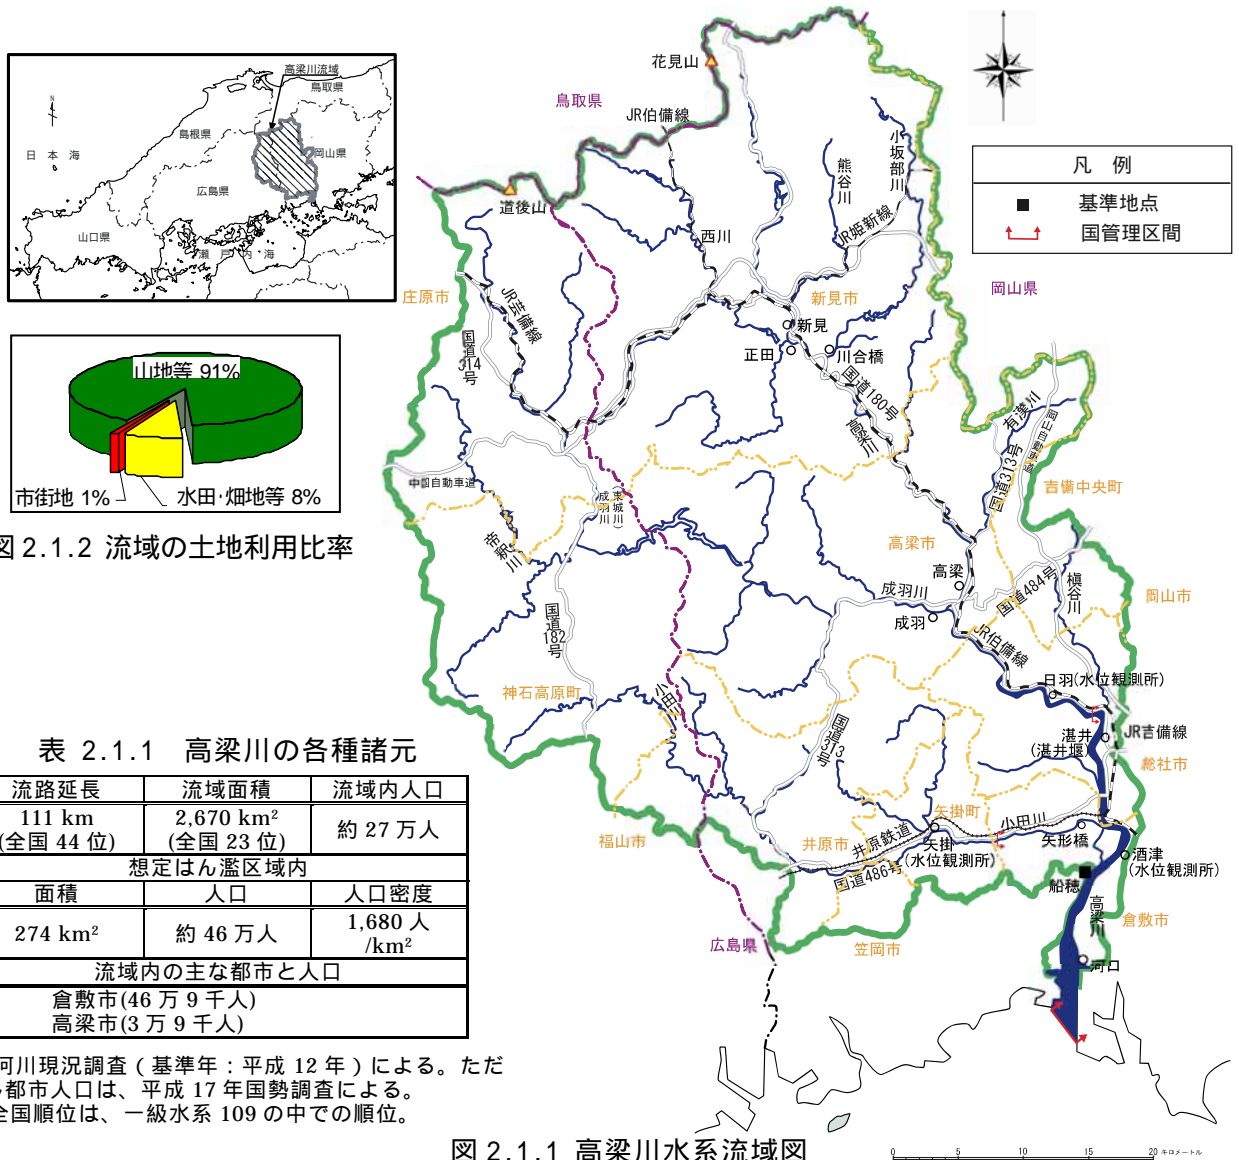 高梁川流域
鳥取県
島根県
日本海
岡山県
広島県
山口県
瀬戸内海
N
山地等 91%
市街地 1%
水田・畑地等 8%
図 2.1.2 流域の土地利用比率
表 2.1.1 高梁川の各種諸元
流路延長 流域面積 流域内人口
111 km 2,670 km² 約 27 万人
(全国 44 位) (全国 23 位)
想定はん濫区域内
面積 人口 人口密度
274 km² 約 46 万人 1,680 人
/km²
流域内の主な都市と人口
倉敷市(46 万 9 千人)
高梁市(3 万 9 千人)
河川現況調査（基準年：平成 12 年）による。ただ
都市人口は、平成 17 年国勢調査による。
全国順位は、一級水系 109 の中での順位。
凡 例
基準地点
国管理区間
花見山
鳥取県
JR伯備線
道後山
西川
熊谷川
小坂部川
JR姫新線
岡山県
庄原市
JR芸備線
国道314号
新見市
新見
正田
川合橋
国道180号
高梁川
有漢川
岡山自動車道
国道313号
吉備中央町
中国自動車道
成羽川
(東城川)
帝釈川
高梁市
高梁
成羽川
成羽
国道484号
槇谷川
岡山市
国道182号
JR伯備線
日羽(水位観測所)
神石高原町
小田川
国道313号
湛井
(湛井堰)
JR吉備線
総社市
福山市
井原市
井原鉄道
矢掛町
矢掛
(水位観測所)
小田川
矢形橋
酒津
(水位観測所)
国道486号
船穂
高梁川
倉敷市
広島県
笠岡市
河口
図 2.1.1 高梁川水系流域図
0 5 10 15 20 キロメートル